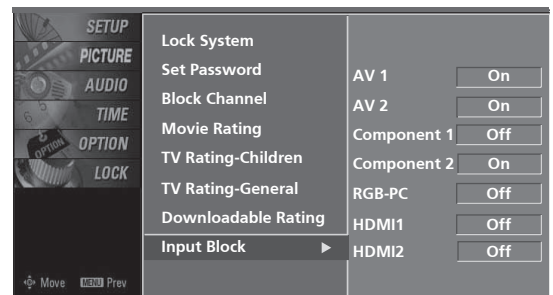 SETUP
PICTURE
AUDIO
TIME
OPTION
LOCK
Move MENU Prev
Lock System
Set Password
Block Channel
Movie Rating
TV Rating-Children
TV Rating-General
Downloadable Rating
Input Block ▶
AV 1 On
AV 2 On
Component 1 Off
Component 2 On
RGB-PC Off
HDMI1 Off
HDMI2 Off